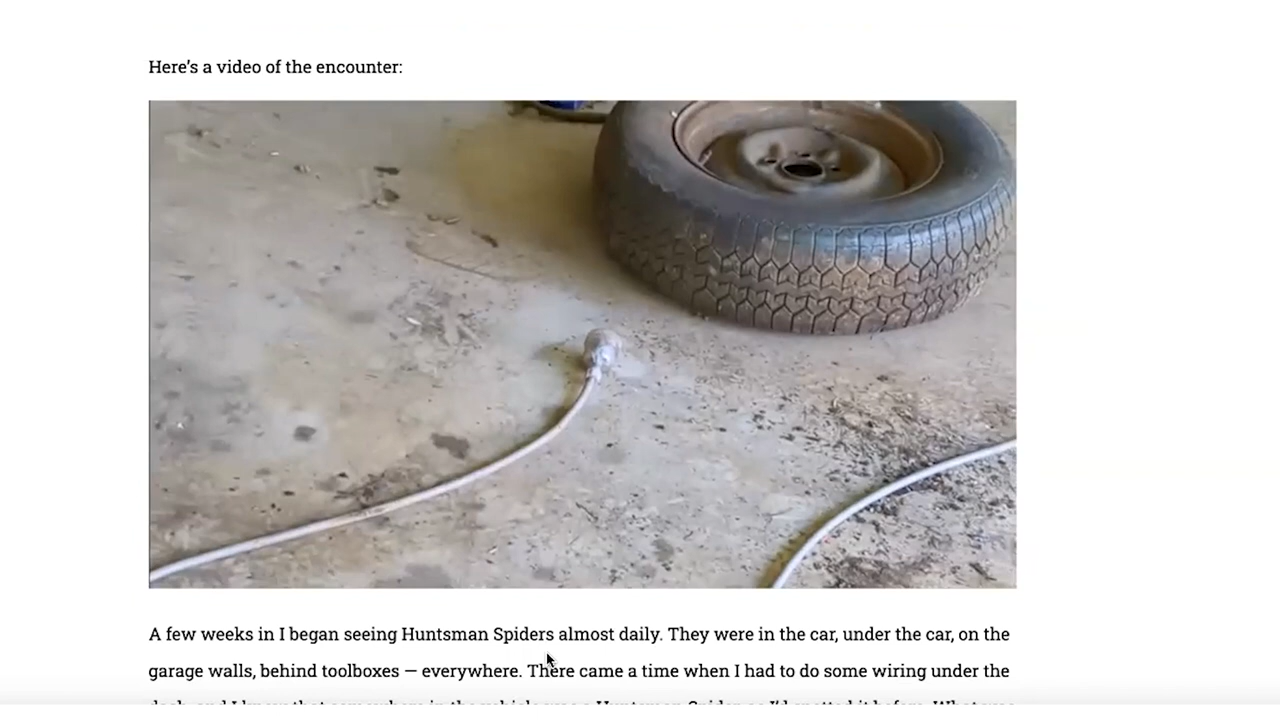 Here’s a video of the encounter:
A few weeks in I began seeing Huntsman Spiders almost daily. They were in the car, under the car, on the
garage walls, behind toolboxes — everywhere. There came a time when I had to do some wiring under the